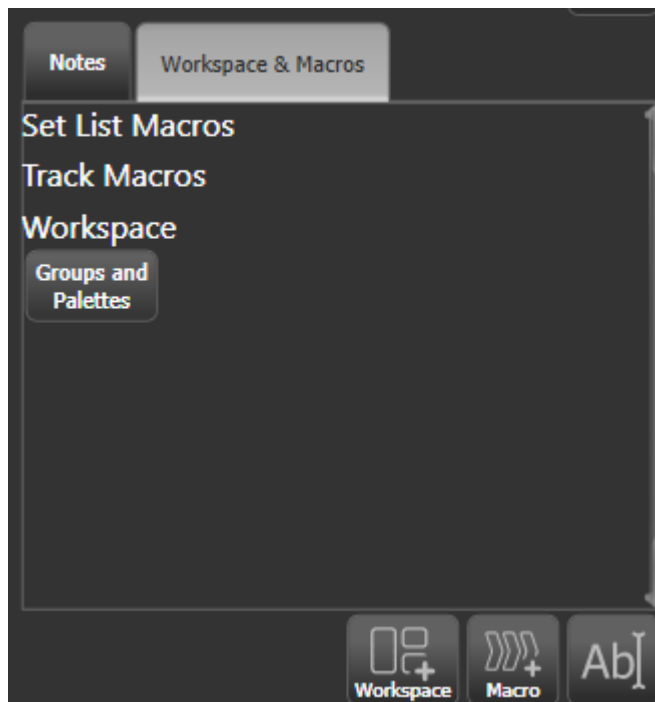 Notes
Workspace & Macros
Set List Macros
Track Macros
Workspace
Groups and
Palettes
Workspace
Macro
Ab